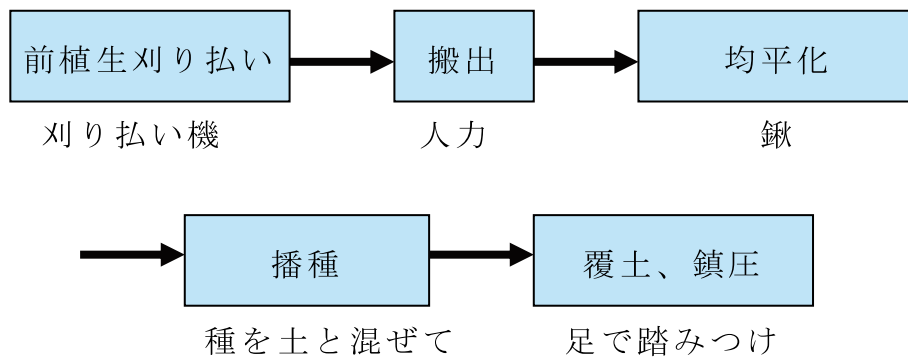 前植生刈り払い
搬出
均平化
刈り払い機
人力
鍬
播種
覆土、鎮圧
種を土と混ぜて
足で踏みつけ